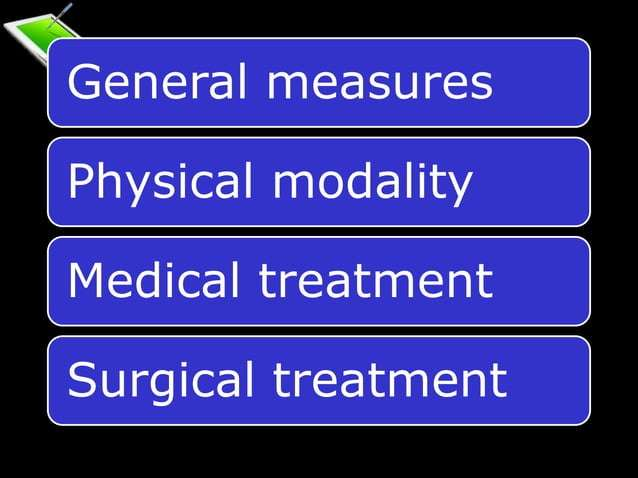 General measures
Physical modality
Medical treatment
Surgical treatment